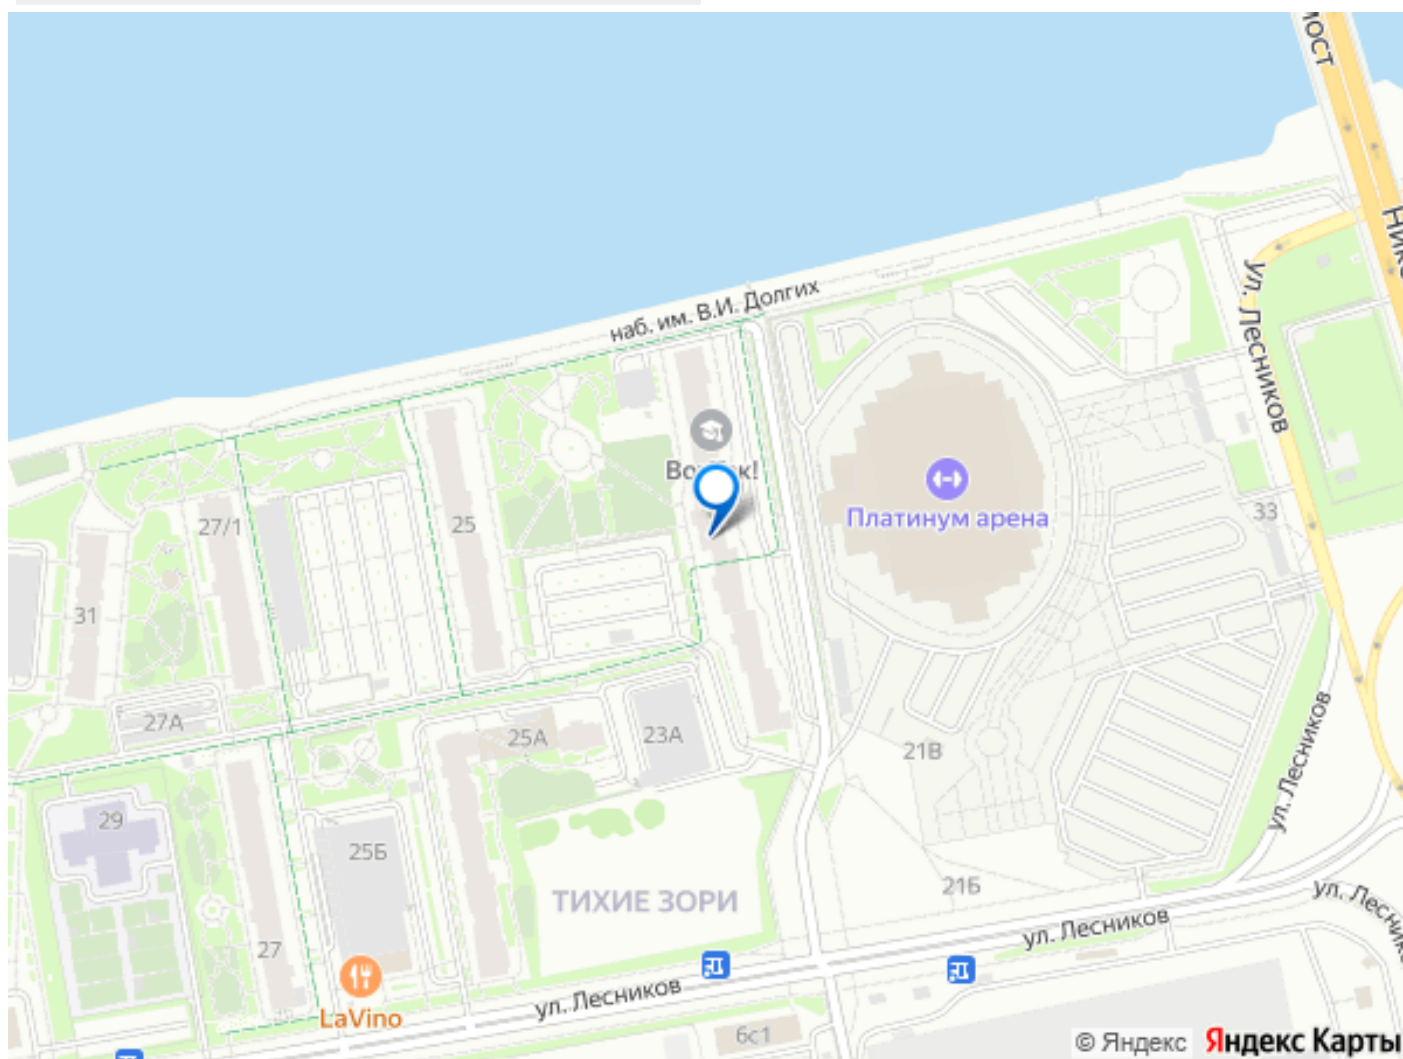 мост
Нико
наб. им. В.И. Долгих
ул. Лесников
27/1
25
Платинум арена
33
31
27А
25А
23А
21В
ул. Лесников
29
25Б
ТИХИЕ ЗОРИ
21Б
ул. Лесников
ул. Лесников
27
ул. Лесников
LaVino
6с1
© Яндекс
Яндекс Карты